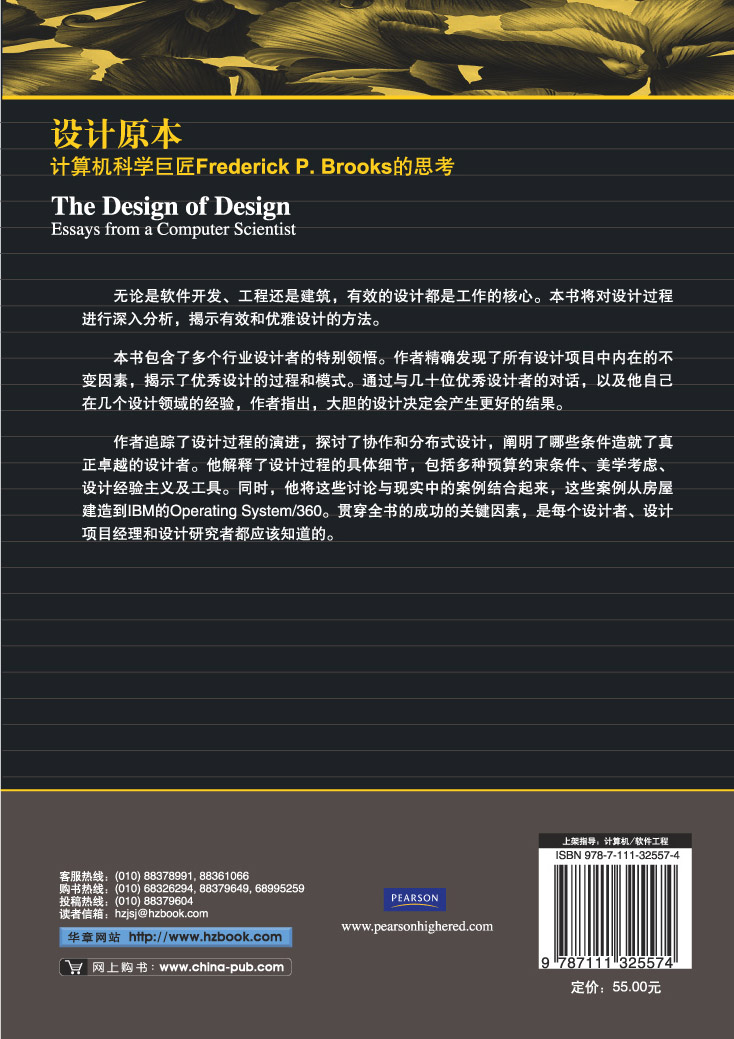 设计原本
计算机科学巨匠Frederick P. Brooks的思考
The Design of Design
Essays from a Computer Scientist
无论是软件开发、工程还是建筑，有效的设计都是工作的核心。本书将对设计过程
进行深入分析，揭示有效和优雅设计的方法。
本书包含了多个行业设计者的特别领悟。作者精确发现了所有设计项目中内在的不
变因素，揭示了优秀设计的过程和模式。通过与几十位优秀设计者的对话，以及他自己
在几个设计领域的经验，作者指出，大胆的设计决定会产生更好的结果。
作者追踪了设计过程的演进，探讨了协作和分布式设计，阐明了哪些条件造就了真
正卓越的设计者。他解释了设计过程的具体细节，包括多种预算约束条件、美学考虑、
设计经验主义及工具。同时，他将这些讨论与现实中的案例结合起来，这些案例从房屋
建造到IBM的Operating System/360。贯穿全书的成功的关键因素，是每个设计者、设计
项目经理和设计研究者都应该知道的。
客服热线：(010) 88378991, 88361066
购书热线：(010) 68326294, 88379649, 68995259
投稿热线：(010) 88379604
读者信箱：hzjsj@hzbook.com
华章网站 http://www.hzbook.com
网上购书：www.china-pub.com
PEARSON
www.pearsonhighered.com
上架指导：计算机/软件工程
ISBN 978-7-111-32557-4
9 787111 325574
定价：55.00元